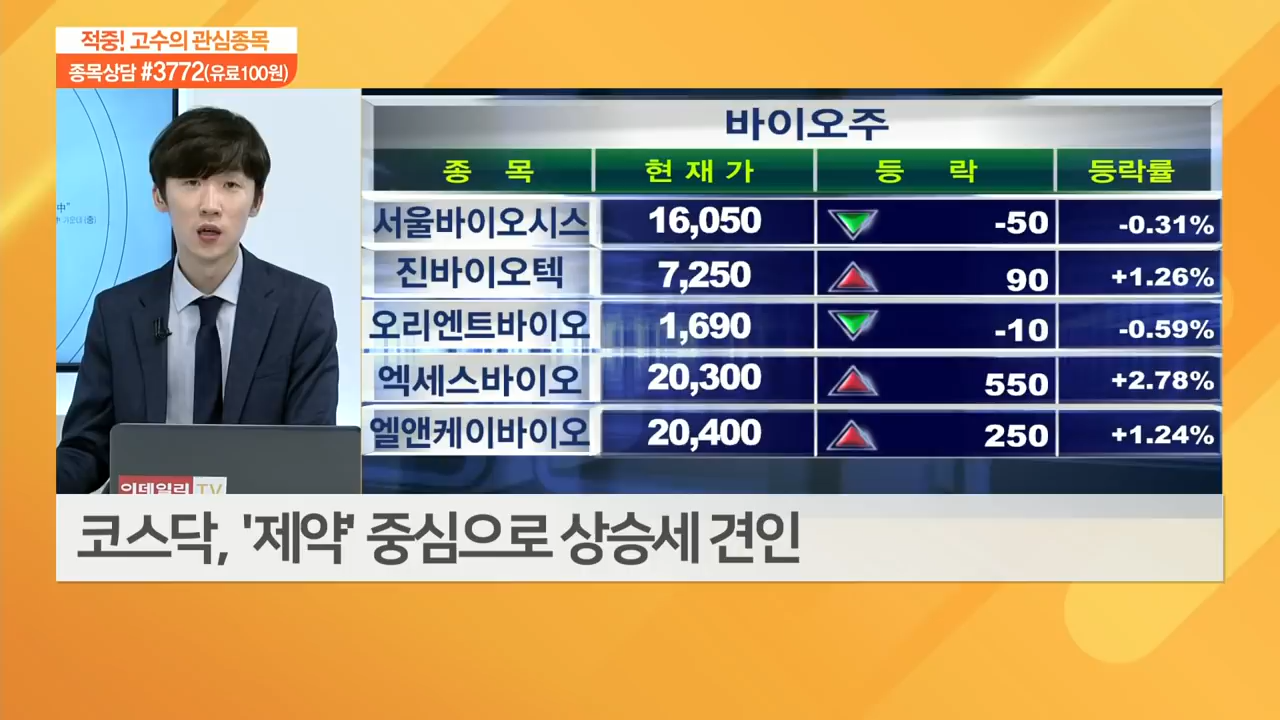 적중! 고수의 관심종목
종목상담 #3772(유료100원)
中"
바이오주
종 목 현 재 가 등 락 등락률
서울바이오시스 16,050 ▼ -50 -0.31%
진바이오텍 7,250 ▲ 90 +1.26%
오리엔트바이오 1,690 ▼ -10 -0.59%
엑세스바이오 20,300 ▲ 550 +2.78%
엘앤케이바이오 20,400 ▲ 250 +1.24%
이데일리 TV
코스닥, '제약' 중심으로 상승세 견인